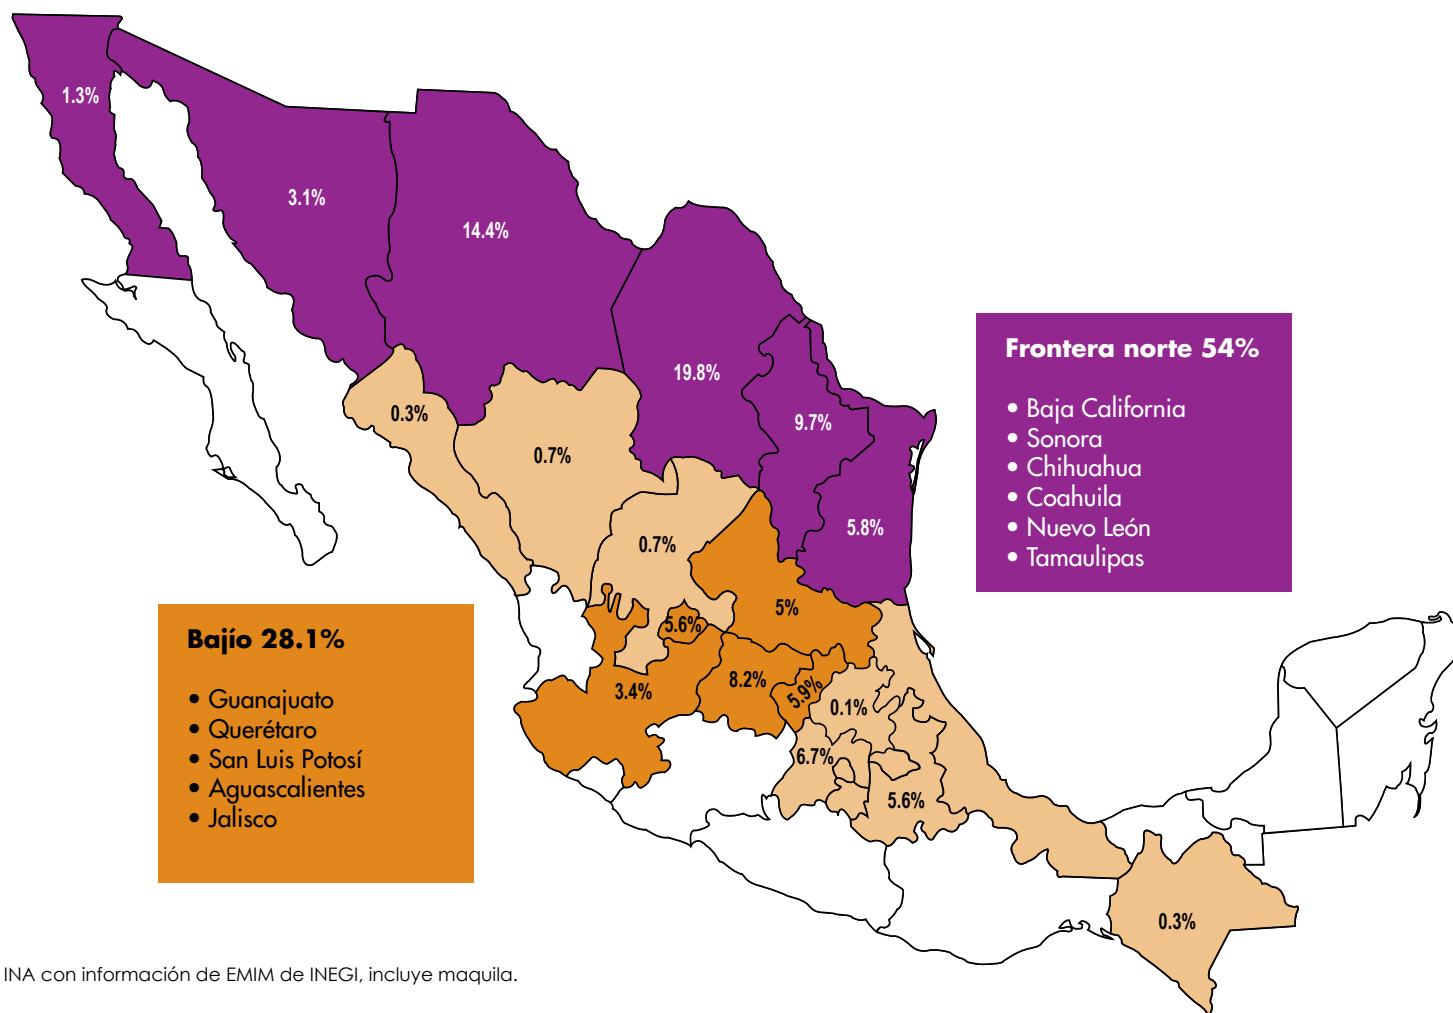 1.3%
3.1%
14.4%
19.8%
9.7%
5.8%
0.3%
0.7%
0.7%
5%
5.6%
3.4%
8.2%
5.9%
0.1%
6.7%
5.6%
0.3%
Frontera norte 54%
• Baja California
• Sonora
• Chihuahua
• Coahuila
• Nuevo León
• Tamaulipas
Bajío 28.1%
• Guanajuato
• Querétaro
• San Luis Potosí
• Aguascalientes
• Jalisco
INA con información de EMIM de INEGI, incluye maquila.